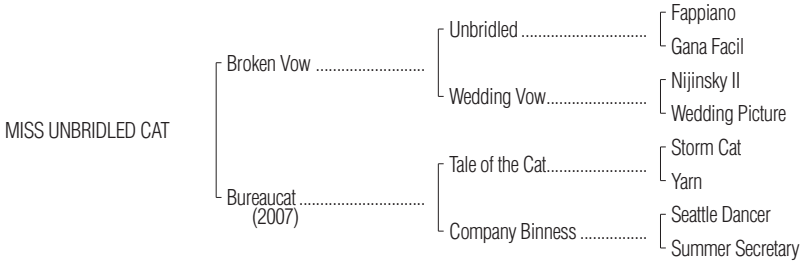 Fappiano
Unbridled ..............................
Gana Facil
Broken Vow ..........................
Nijinsky II
Wedding Vow........................
Wedding Picture
MISS UNBRIDLED CAT
Storm Cat
Tale of the Cat........................
Yarn
Bureaucat ..............................
(2007)
Seattle Dancer
Company Binness ................
Summer Secretary